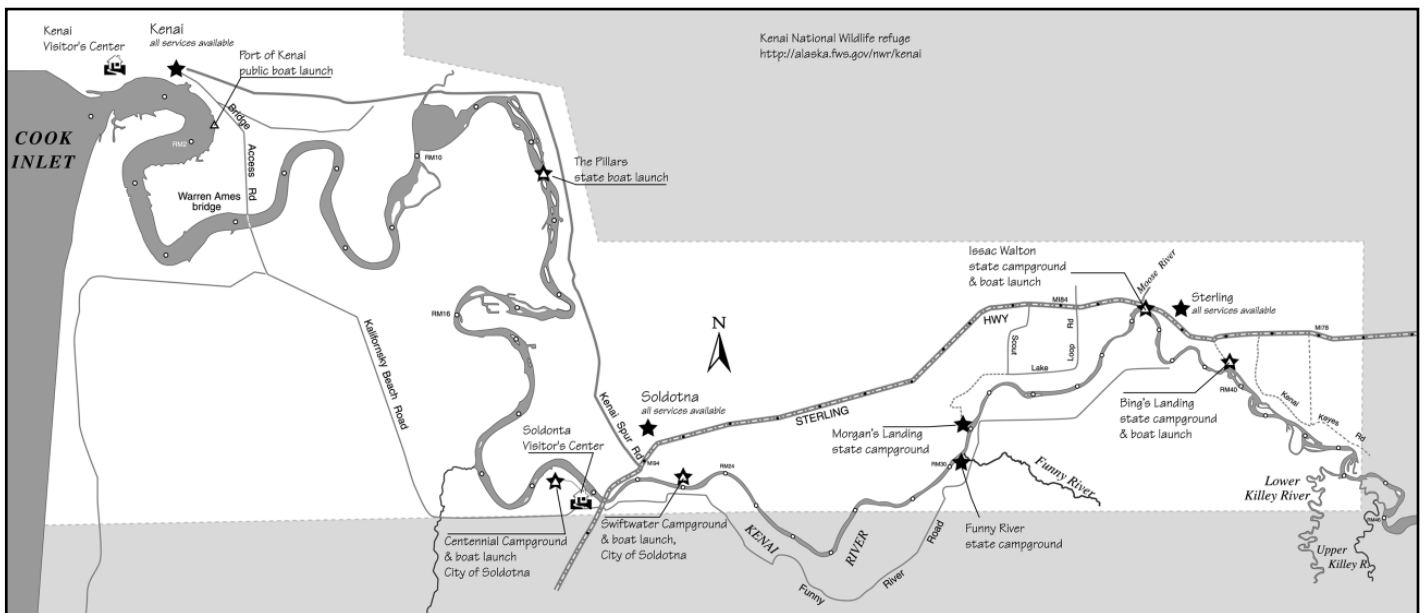 Kenai
Visitor's Center
Kenai
all services available
Port of Kenai
public boat launch
Kenai National Wildlife refuge
http://alaska.fws.gov/nwr/kenai
COOK
INLET
RM2
Bridge
Access Rd
Warren Ames
bridge
RM10
The Pillars
state boat launch
RM16
Kalifornsky Beach Road
Kenai Spur Rd
N
Issac Walton
state campground
& boat launch
Moose River
Sterling
all services available
MI84
MI78
HWY
STERLING
Scout
Lake
Loop Rd
Soldotna
all services available
Soldonta
Visitor's Center
MI94
RM24
Morgan's Landing
state campground
RM30
Bing's Landing
state campground
& boat launch
RM40
Kenai
Keyes
Rd
Funny River
Lower
Killey River
Centennial Campground
& boat launch
City of Soldotna
Swiftwater Campground
& boat launch,
City of Soldotna
KENAI
RIVER
Funny
River
Road
Funny River
state campground
RM46
Upper
Killey R.